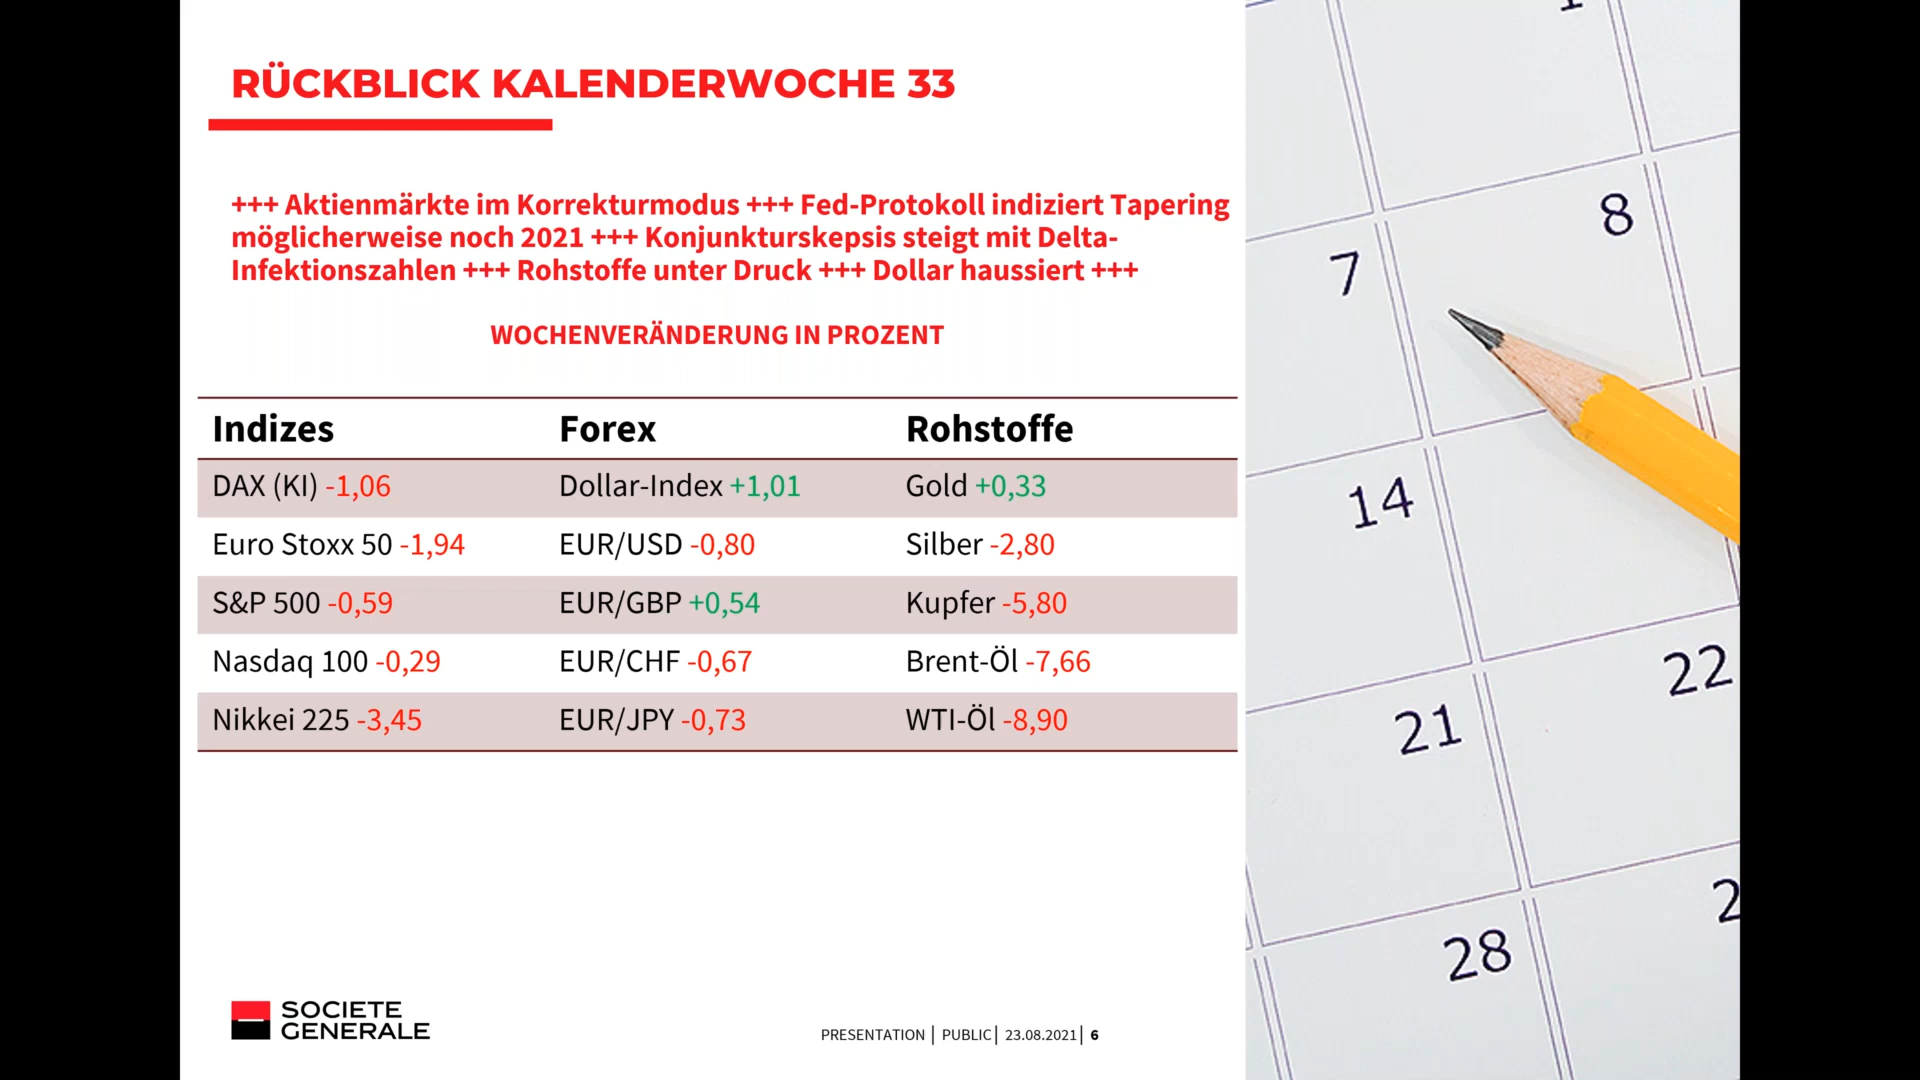 RÜCKBLICK KALENDERWOCHE 33
+++ Aktienmärkte im Korrekturmodus +++ Fed-Protokoll indiziert Tapering
möglicherweise noch 2021 +++ Konjunkturskepsis steigt mit Delta-
Infektionszahlen +++ Rohstoffe unter Druck +++ Dollar haussiert +++
WOCHENVERÄNDERUNG IN PROZENT
Indizes Forex Rohstoffe
DAX (KI) -1,06 Dollar-Index +1,01 Gold +0,33
Euro Stoxx 50 -1,94 EUR/USD -0,80 Silber -2,80
S&P 500 -0,59 EUR/GBP +0,54 Kupfer -5,80
Nasdaq 100 -0,29 EUR/CHF -0,67 Brent-Öl -7,66
Nikkei 225 -3,45 EUR/JPY -0,73 WTI-Öl -8,90
SOCIETE
GENERALE
PRESENTATION | PUBLIC | 23.08.2021 | 6
7
8
14
21
22
28